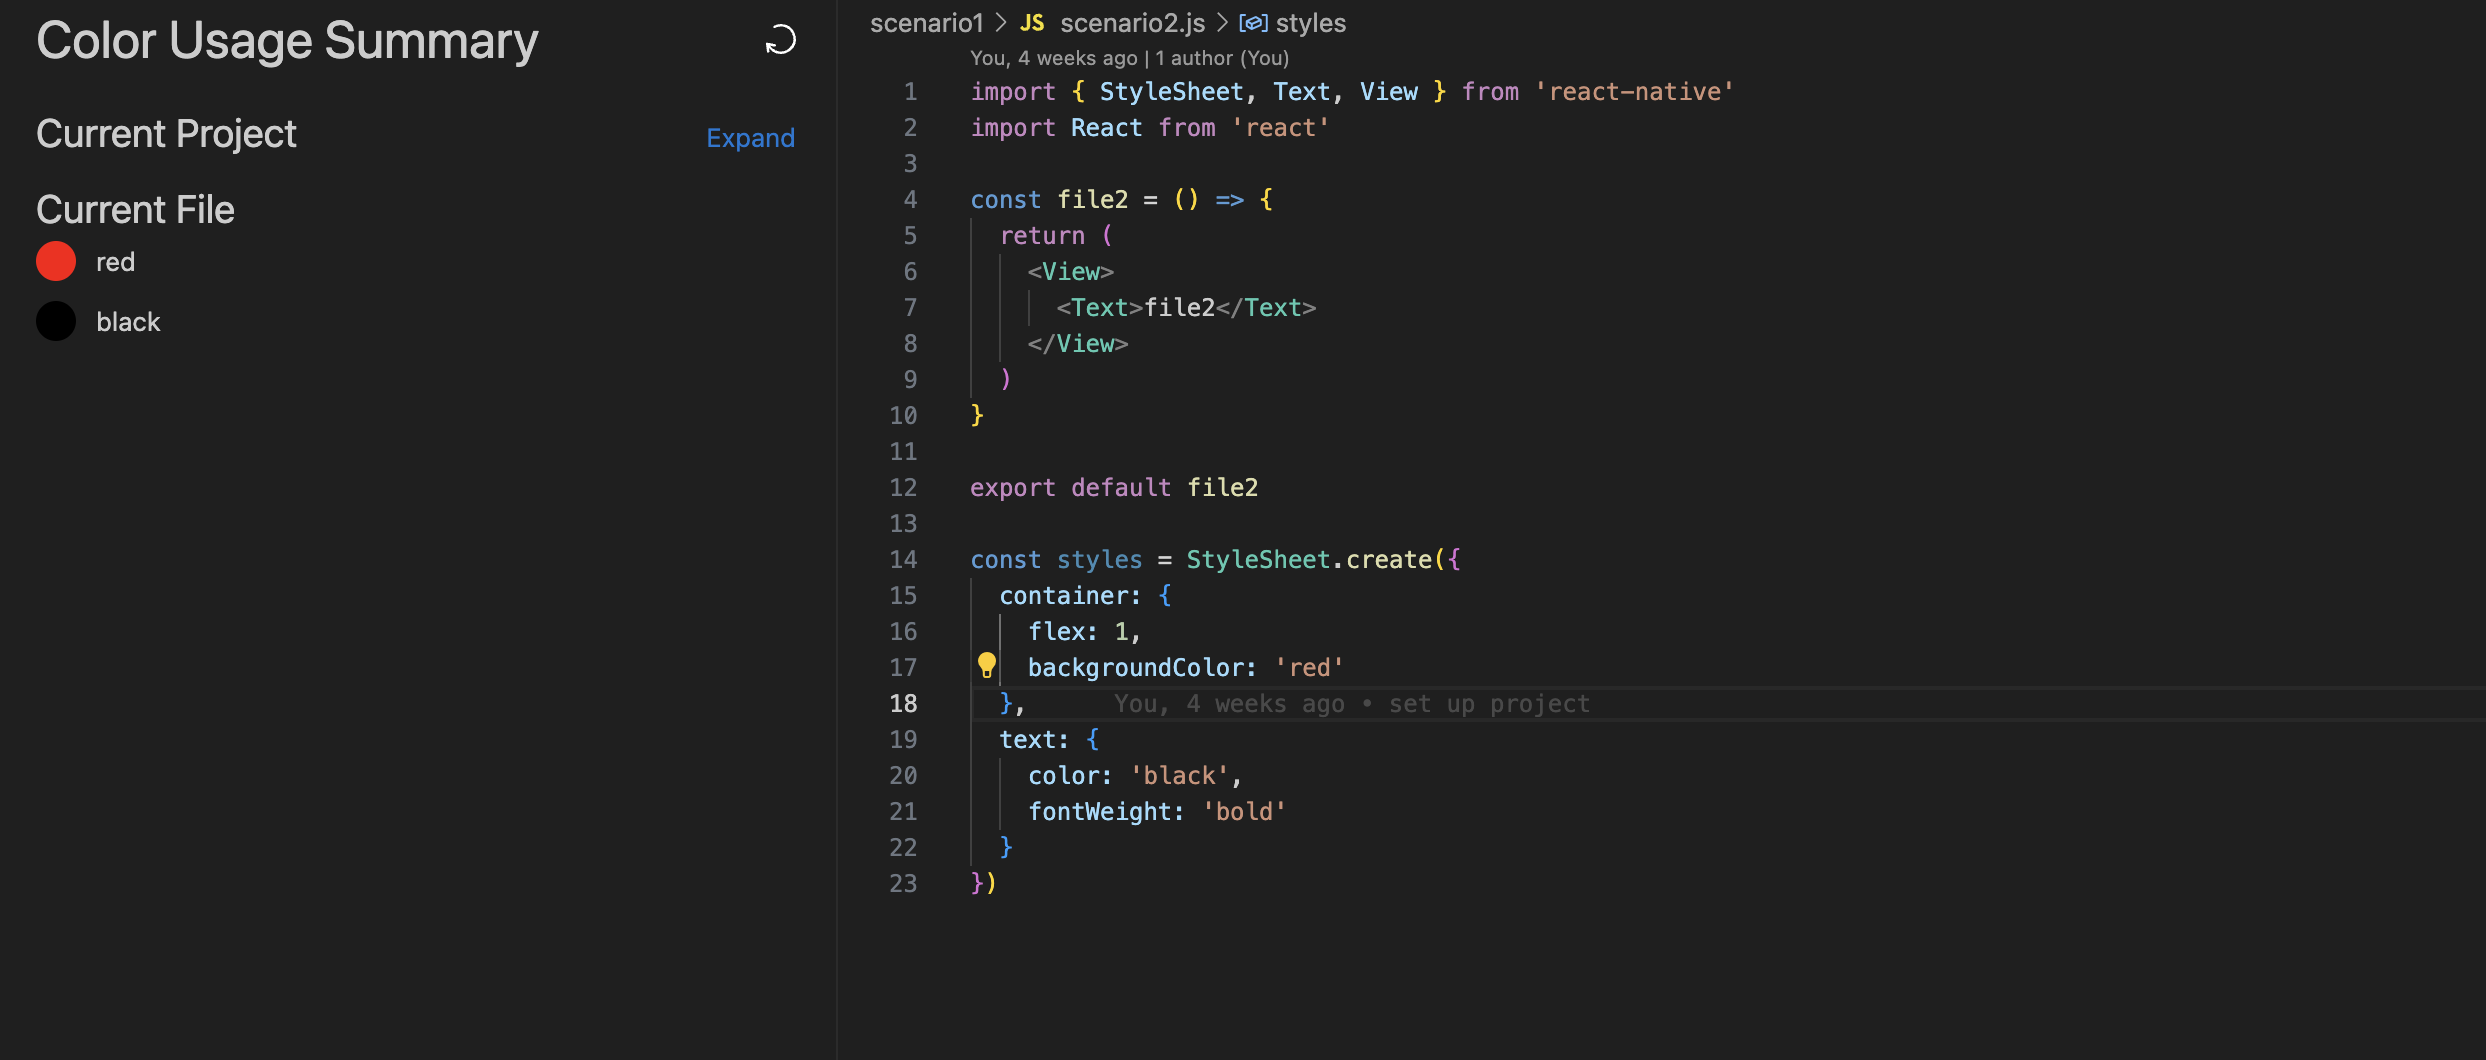 Color Usage Summary
Current Project
Expand
Current File
red
black
scenario1 > JS scenario2.js > styles
You, 4 weeks ago | 1 author (You)
1 import { StyleSheet, Text, View } from 'react-native'
2 import React from 'react'
3
4 const file2 = () => {
5   return (
6     <View>
7       <Text>file2</Text>
8     </View>
9   )
10 }
11
12 export default file2
13
14 const styles = StyleSheet.create({
15   container: {
16     flex: 1,
17     backgroundColor: 'red'
18   }, You, 4 weeks ago • set up project
19   text: {
20     color: 'black',
21     fontWeight: 'bold'
22   }
23 })